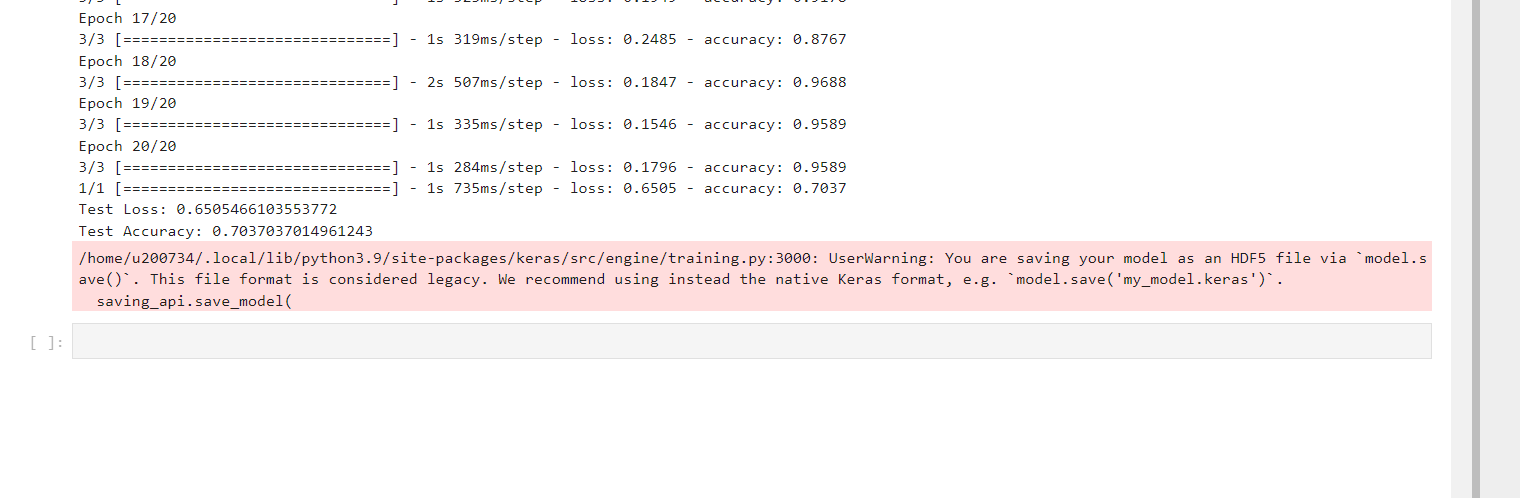 Epoch 17/20
3/3 [==============================] - 1s 319ms/step - loss: 0.2485 - accuracy: 0.8767
Epoch 18/20
3/3 [==============================] - 2s 507ms/step - loss: 0.1847 - accuracy: 0.9688
Epoch 19/20
3/3 [==============================] - 1s 335ms/step - loss: 0.1546 - accuracy: 0.9589
Epoch 20/20
3/3 [==============================] - 1s 284ms/step - loss: 0.1796 - accuracy: 0.9589
1/1 [==============================] - 1s 735ms/step - loss: 0.6505 - accuracy: 0.7037
Test Loss: 0.6505466103553772
Test Accuracy: 0.7037037014961243
/home/u200734/.local/lib/python3.9/site-packages/keras/src/engine/training.py:3000: UserWarning: You are saving your model as an HDF5 file via `model.s
ave()`. This file format is considered legacy. We recommend using instead the native Keras format, e.g. `model.save('my_model.keras')`.
  saving_api.save_model(
[ ]: